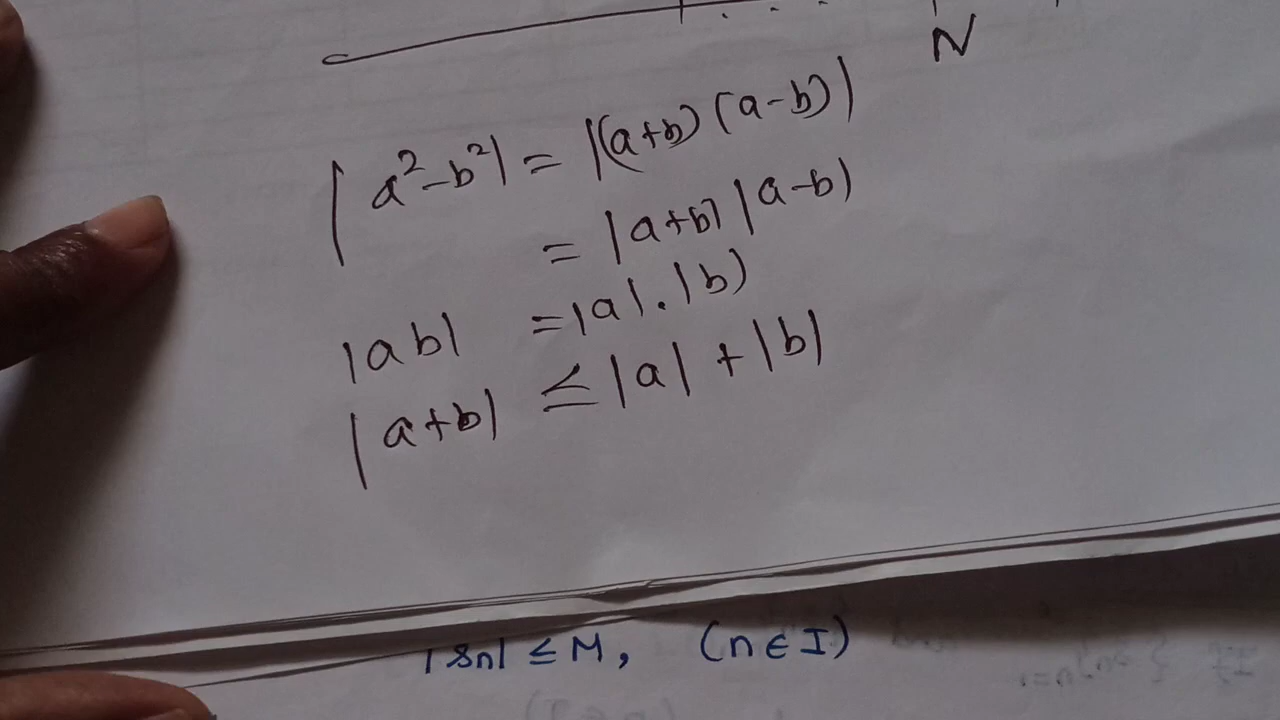 N
|a²-b²| = |(a+b)(a-b)|
= |a+b| |a-b|
|ab| = |a|.|b|
|a+b| ≤ |a| + |b|
|sn| ≤ M, (n ∈ I)